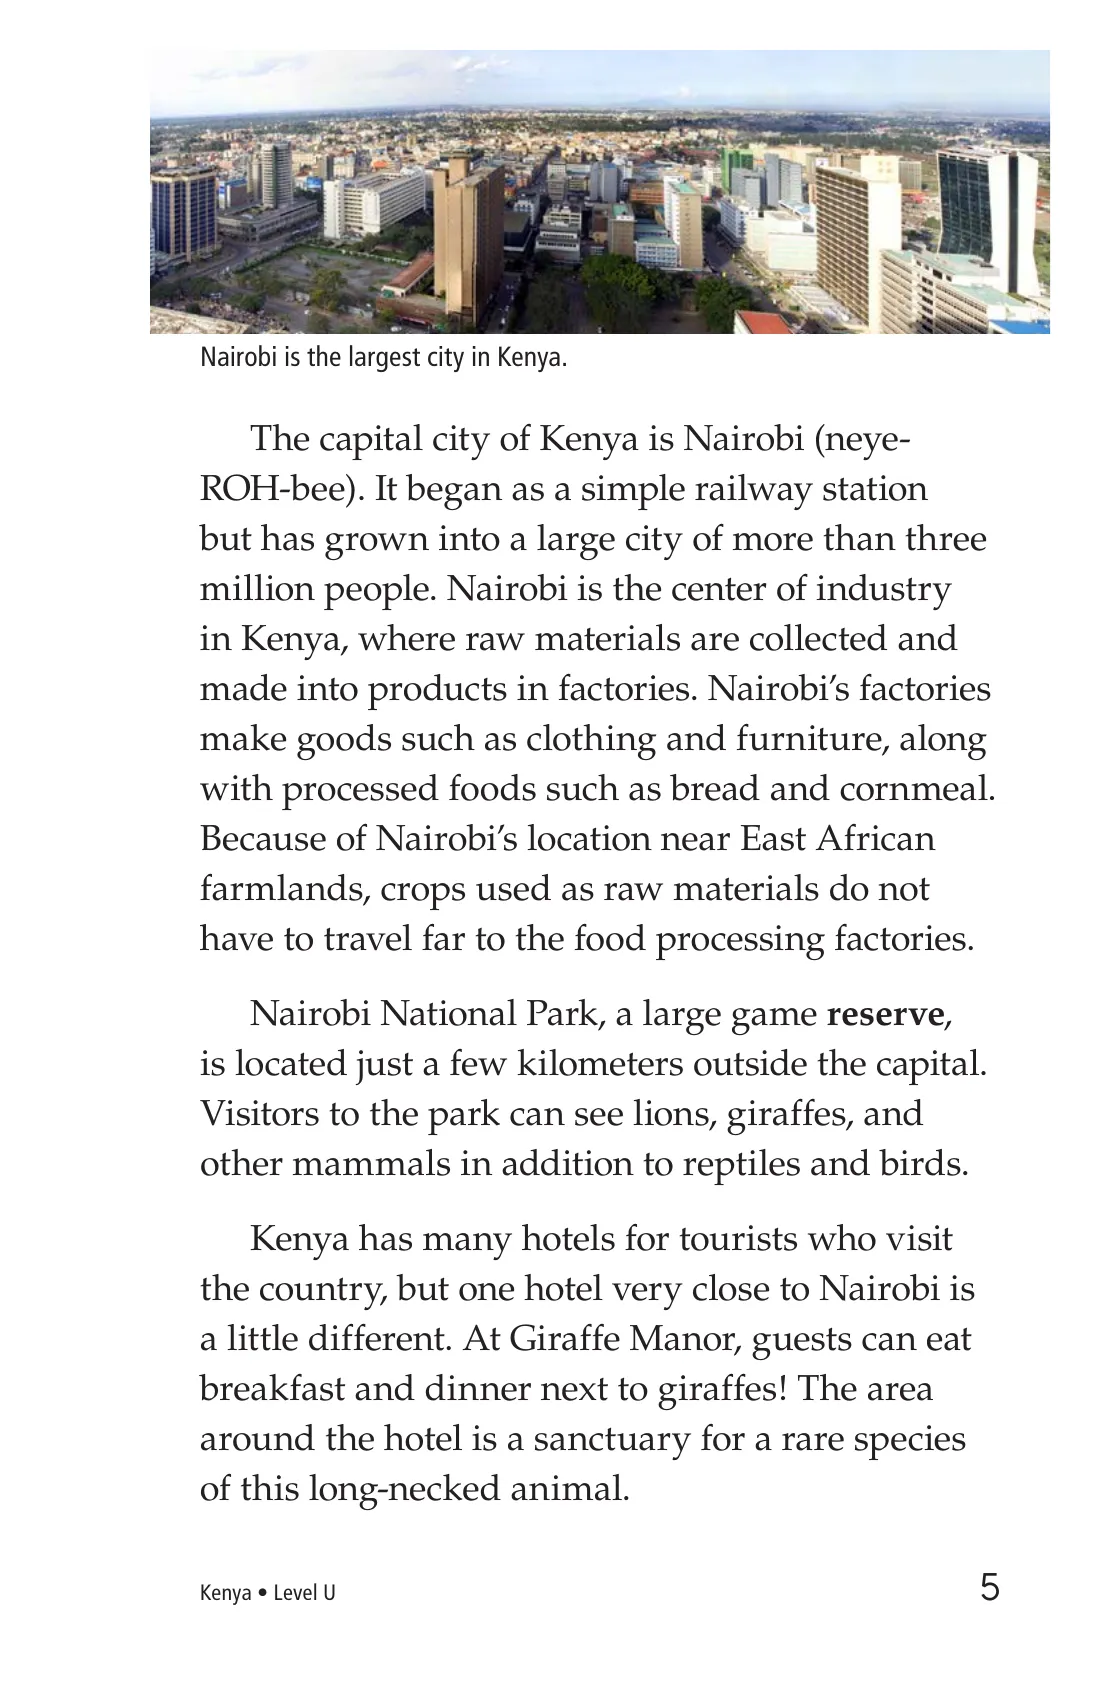 Nairobi is the largest city in Kenya.
The capital city of Kenya is Nairobi (neye-
ROH-bee). It began as a simple railway station
but has grown into a large city of more than three
million people. Nairobi is the center of industry
in Kenya, where raw materials are collected and
made into products in factories. Nairobi’s factories
make goods such as clothing and furniture, along
with processed foods such as bread and cornmeal.
Because of Nairobi’s location near East African
farmlands, crops used as raw materials do not
have to travel far to the food processing factories.
Nairobi National Park, a large game reserve,
is located just a few kilometers outside the capital.
Visitors to the park can see lions, giraffes, and
other mammals in addition to reptiles and birds.
Kenya has many hotels for tourists who visit
the country, but one hotel very close to Nairobi is
a little different. At Giraffe Manor, guests can eat
breakfast and dinner next to giraffes! The area
around the hotel is a sanctuary for a rare species
of this long-necked animal.
Kenya • Level U
5